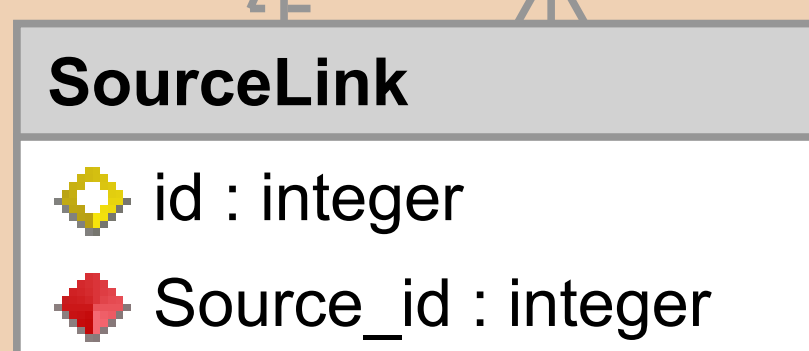 SourceLink
id : integer
Source_id : integer